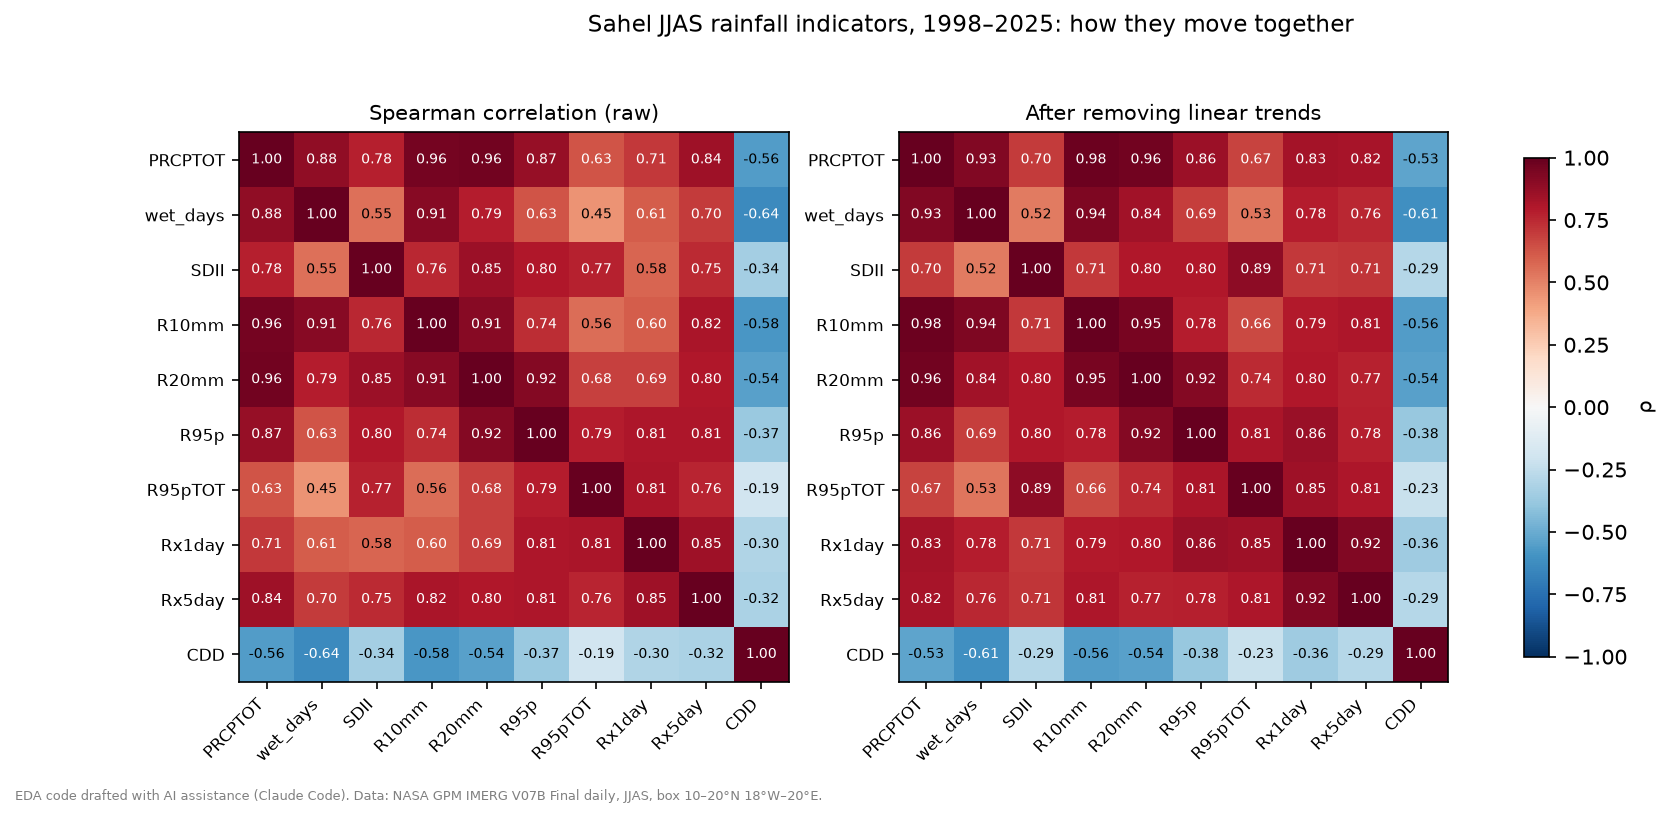 Sahel JJAS rainfall indicators, 1998–2025: how they move together
Spearman correlation (raw)
PRCPTOT 1.00 0.88 0.78 0.96 0.96 0.87 0.63 0.71 0.84 -0.56
wet_days 0.88 1.00 0.55 0.91 0.79 0.63 0.45 0.61 0.70 -0.64
SDII 0.78 0.55 1.00 0.76 0.85 0.80 0.77 0.58 0.75 -0.34
R10mm 0.96 0.91 0.76 1.00 0.91 0.74 0.56 0.60 0.82 -0.58
R20mm 0.96 0.79 0.85 0.91 1.00 0.92 0.68 0.69 0.80 -0.54
R95p 0.87 0.63 0.80 0.74 0.92 1.00 0.79 0.81 0.81 -0.37
R95pTOT 0.63 0.45 0.77 0.56 0.68 0.79 1.00 0.81 0.76 -0.19
Rx1day 0.71 0.61 0.58 0.60 0.69 0.81 0.81 1.00 0.85 -0.30
Rx5day 0.84 0.70 0.75 0.82 0.80 0.81 0.76 0.85 1.00 -0.32
CDD -0.56 -0.64 -0.34 -0.58 -0.54 -0.37 -0.19 -0.30 -0.32 1.00
PRCPTOT wet_days SDII R10mm R20mm R95p R95pTOT Rx1day Rx5day CDD
After removing linear trends
PRCPTOT 1.00 0.93 0.70 0.98 0.96 0.86 0.67 0.83 0.82 -0.53
wet_days 0.93 1.00 0.52 0.94 0.84 0.69 0.53 0.78 0.76 -0.61
SDII 0.70 0.52 1.00 0.71 0.80 0.80 0.89 0.71 0.71 -0.29
R10mm 0.98 0.94 0.71 1.00 0.95 0.78 0.66 0.79 0.81 -0.56
R20mm 0.96 0.84 0.80 0.95 1.00 0.92 0.74 0.80 0.77 -0.54
R95p 0.86 0.69 0.80 0.78 0.92 1.00 0.81 0.86 0.78 -0.38
R95pTOT 0.67 0.53 0.89 0.66 0.74 0.81 1.00 0.85 0.81 -0.23
Rx1day 0.83 0.78 0.71 0.79 0.80 0.86 0.85 1.00 0.92 -0.36
Rx5day 0.82 0.76 0.71 0.81 0.77 0.78 0.81 0.92 1.00 -0.29
CDD -0.53 -0.61 -0.29 -0.56 -0.54 -0.38 -0.23 -0.36 -0.29 1.00
PRCPTOT wet_days SDII R10mm R20mm R95p R95pTOT Rx1day Rx5day CDD
1.00
0.75
0.50
0.25
0.00
−0.25
−0.50
−0.75
−1.00
ρ
EDA code drafted with AI assistance (Claude Code). Data: NASA GPM IMERG V07B Final daily, JJAS, box 10–20°N 18°W–20°E.